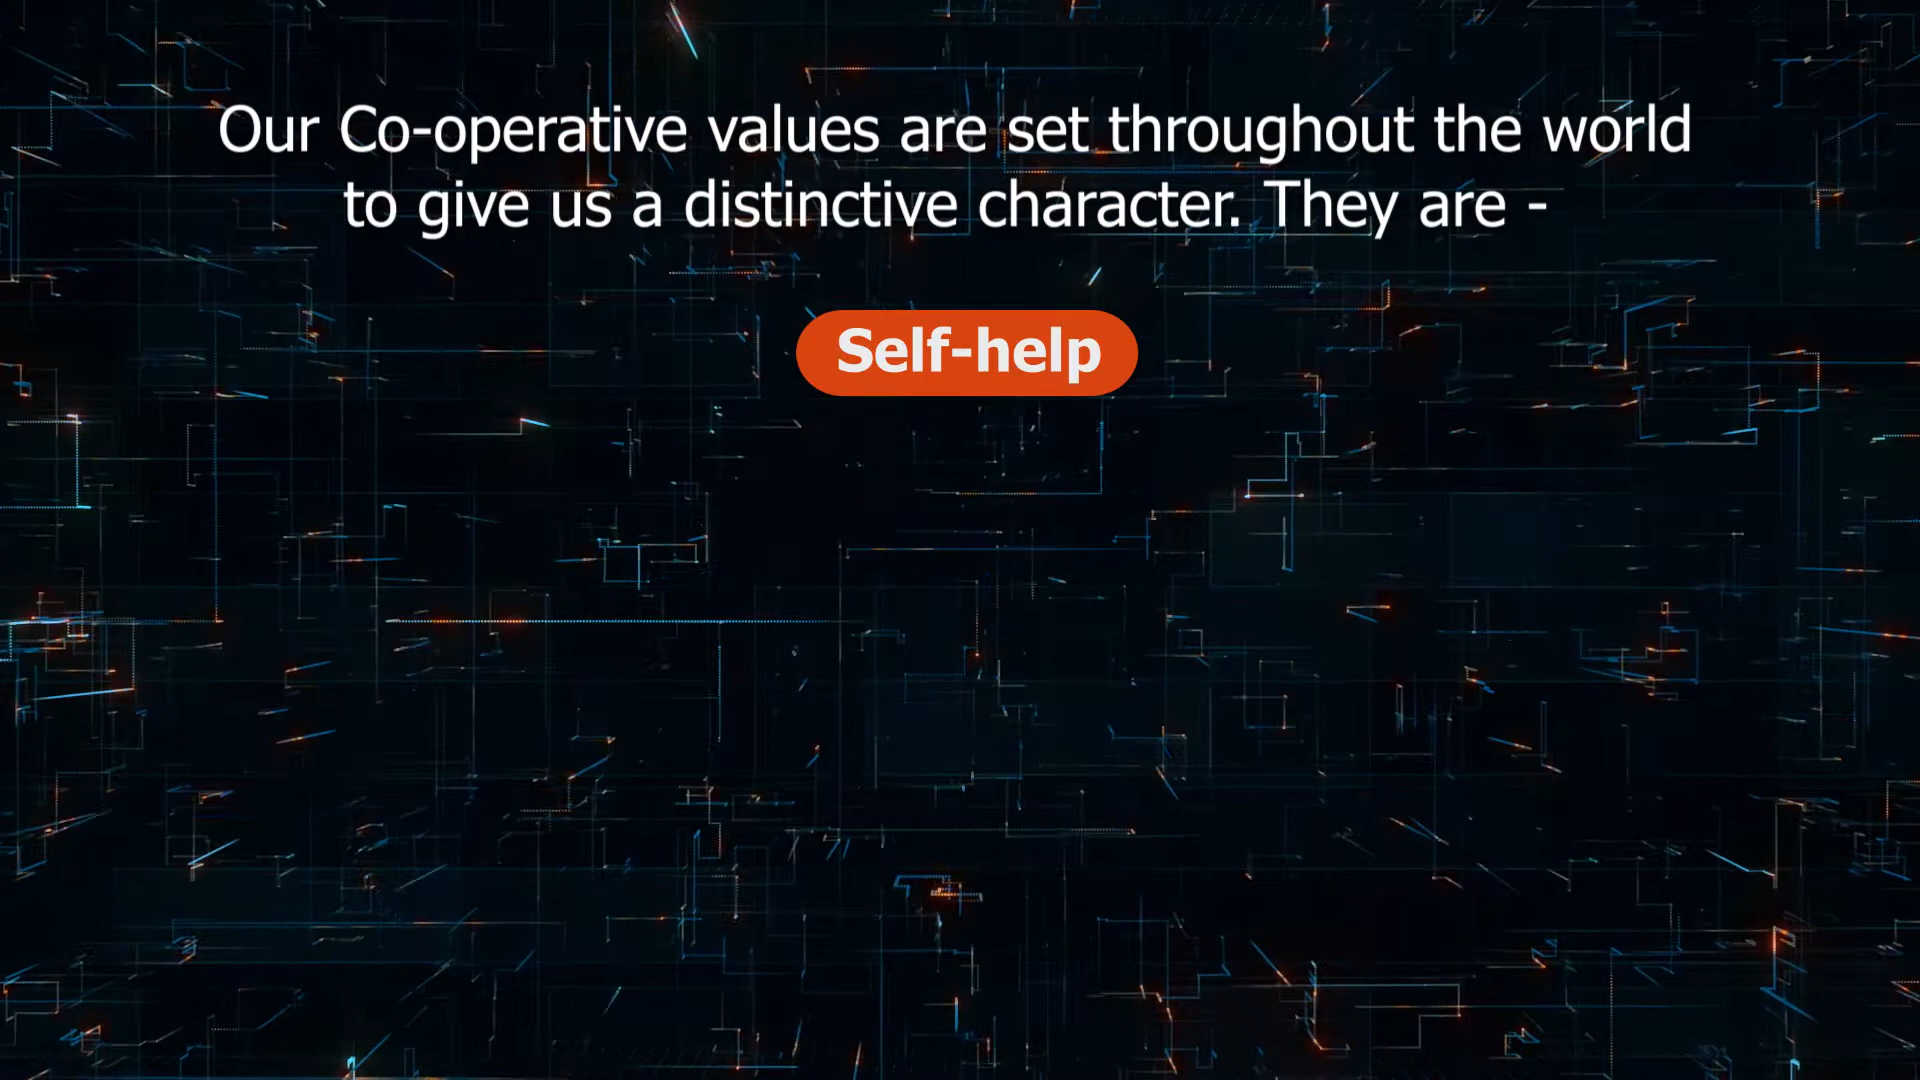 Our Co-operative values are set throughout the world
to give us a distinctive character. They are -
Self-help